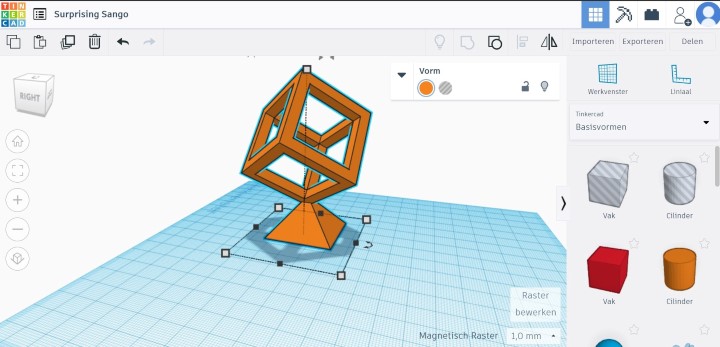 TIN
KER
CAD
Surprising Sango
Importeren
Exporteren
Delen
Vorm
RIGHT
Werkvenster
Liniaal
Tinkercad
Basisvormen
Vak
Cilinder
Vak
Cilinder
Raster
bewerken
Magnetisch Raster
1,0 mm